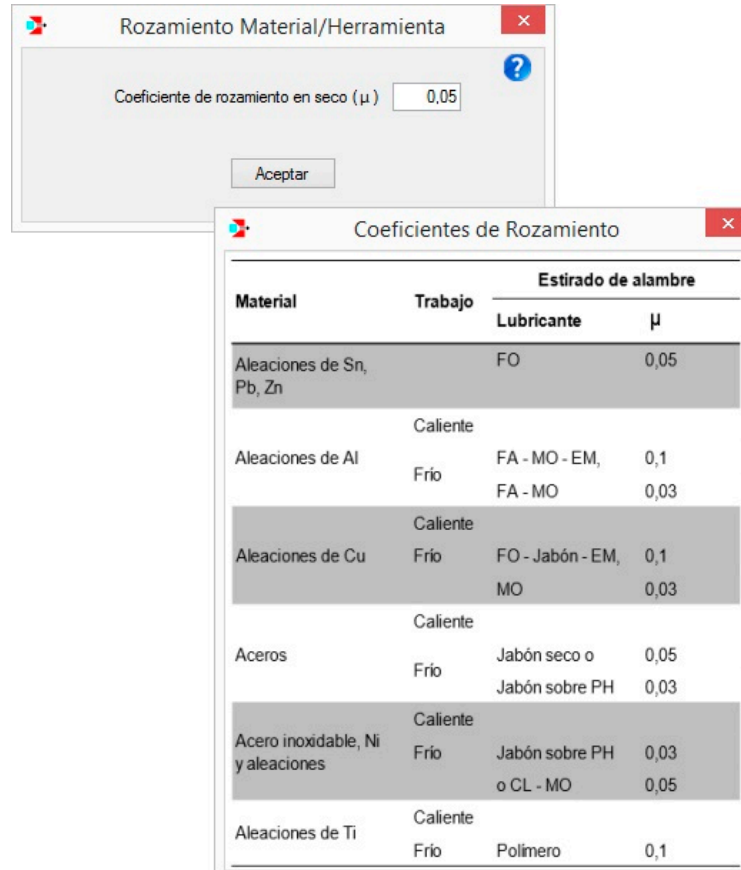 Rozamiento Material/Herramienta
Coeficiente de rozamiento en seco ( µ ) 0,05
Aceptar
Coeficientes de Rozamiento
Material Trabajo Estirado de alambre
Lubricante µ
Aleaciones de Sn, Pb, Zn FO 0,05
Aleaciones de Al Caliente
Frío FA - MO - EM, 0,1
FA - MO 0,03
Aleaciones de Cu Caliente
Frío FO - Jabón - EM, 0,1
MO 0,03
Aceros Caliente
Frío Jabón seco o 0,05
Jabón sobre PH 0,03
Acero inoxidable, Ni y aleaciones Caliente
Frío Jabón sobre PH 0,03
o CL - MO 0,05
Aleaciones de Ti Caliente
Frío Polímero 0,1